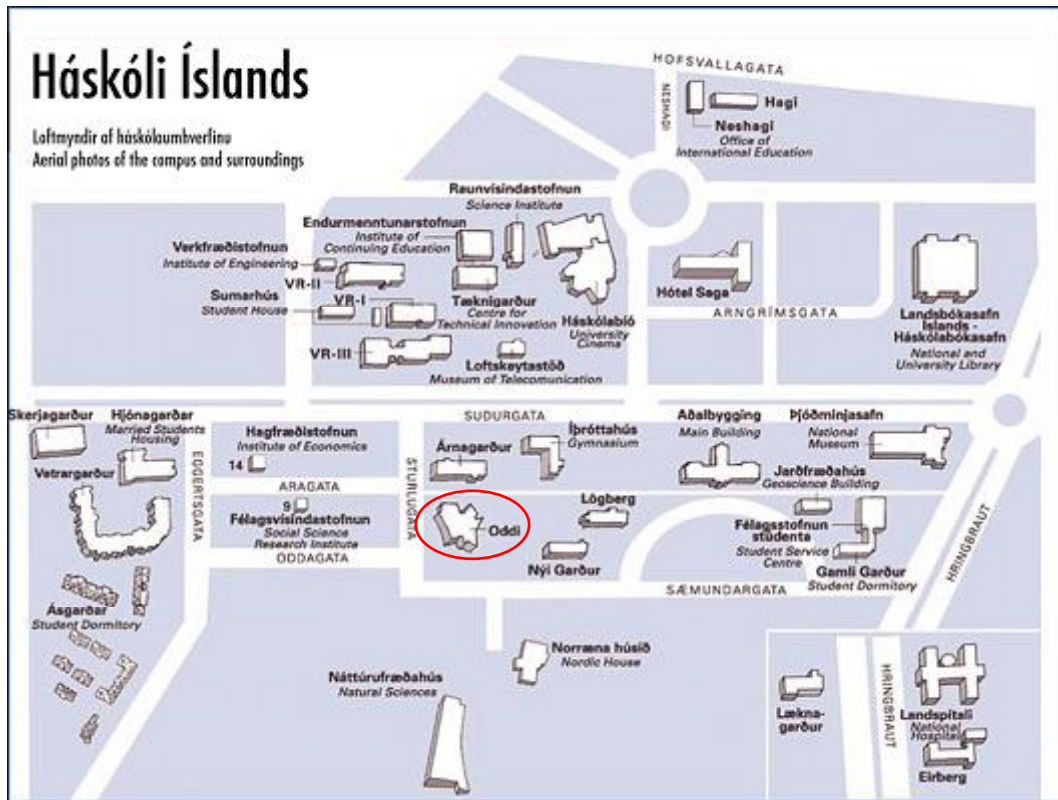 Háskóli Íslands
Loftmyndir af háskólaumhverfinu
Aerial photos of the campus and surroundings
HOFSVALLAGATA
NESHAGI
Hagi
Neshagi
Office of
International Education
Raunvísindastofnun
Science Institute
Endurmenntunarstofnun
Institute of
Continuing Education
Verkfræðistofnun
Institute of Engineering
VR-II
Sumarhús
Student House
VR-I
Tæknigarður
Centre for
Technical Innovation
Háskólabíó
University
Cinema
Hótel Saga
ARNGRÍMSGATA
Landsbókasafn
Íslands -
Háskólabókasafn
National and
University Library
VR-III
Loftskeytastöð
Museum of Telecomunication
SUDURGATA
Skerjagarður
Hjónagarðar
Married Students
Housing
Vetrargarður
EGGERTSGATA
Hagfræðistofnun
Institute of Economics
14
ARAGATA
9
Félagsvísindastofnun
Social Science
Research Institute
ODDAGATA
STURLUGATA
Árnagarður
Íþróttahús
Gymnasium
Aðalbygging
Main Building
Þjóðminjasafn
National
Museum
Jarðfræðahús
Geoscience Building
Oddi
Lögberg
Nýi Garður
Félagsstofnun
stúdenta
Student Service
Centre
Gamli Garður
Student Dormitory
SÆMUNDARGATA
HRINGBRAUT
Ásgarðar
Student Dormitory
Norræna húsið
Nordic House
Náttúrufræðahús
Natural Sciences
Lækna-
garður
HRINGBRAUT
Landspítali
National
Hospital
Eirberg